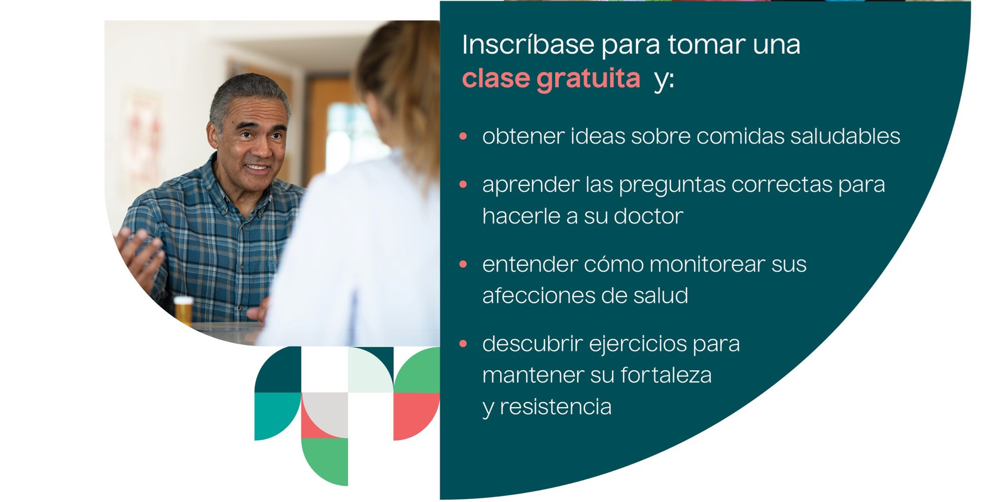 Inscríbase para tomar una
clase gratuita y:
• obtener ideas sobre comidas saludables
• aprender las preguntas correctas para
hacerle a su doctor
• entender cómo monitorear sus
afecciones de salud
• descubrir ejercicios para
mantener su fortaleza
y resistencia